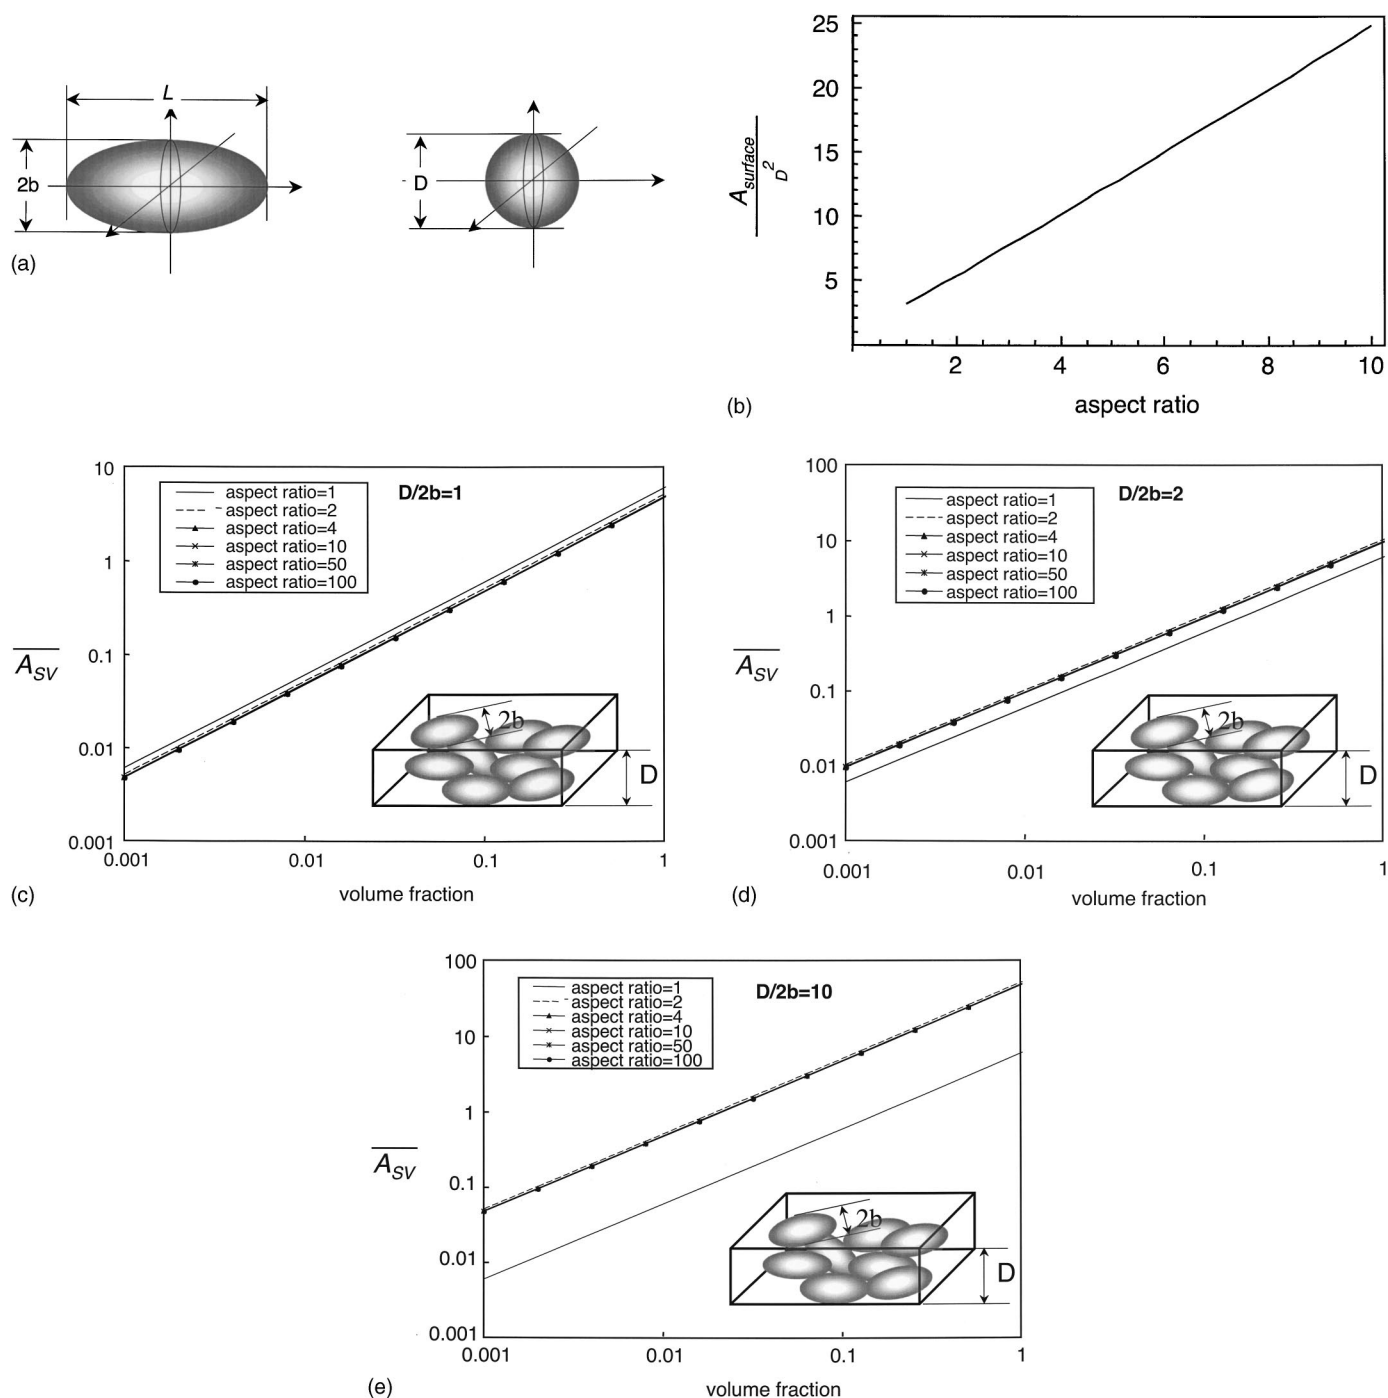 L
2b
D
(a)
25
20
15
10
5
A surface
D²
2 4 6 8 10
aspect ratio
(b)
10
1
0.1
0.01
0.001
A_SV
aspect ratio=1
aspect ratio=2
aspect ratio=4
aspect ratio=10
aspect ratio=50
aspect ratio=100
D/2b=1
2b
D
0.001 0.01 0.1 1
volume fraction
(c)
100
10
1
0.1
0.01
0.001
A_SV
aspect ratio=1
aspect ratio=2
aspect ratio=4
aspect ratio=10
aspect ratio=50
aspect ratio=100
D/2b=2
2b
D
0.001 0.01 0.1 1
volume fraction
(d)
100
10
1
0.1
0.01
0.001
A_SV
aspect ratio=1
aspect ratio=2
aspect ratio=4
aspect ratio=10
aspect ratio=50
aspect ratio=100
D/2b=10
2b
D
0.001 0.01 0.1 1
volume fraction
(e)